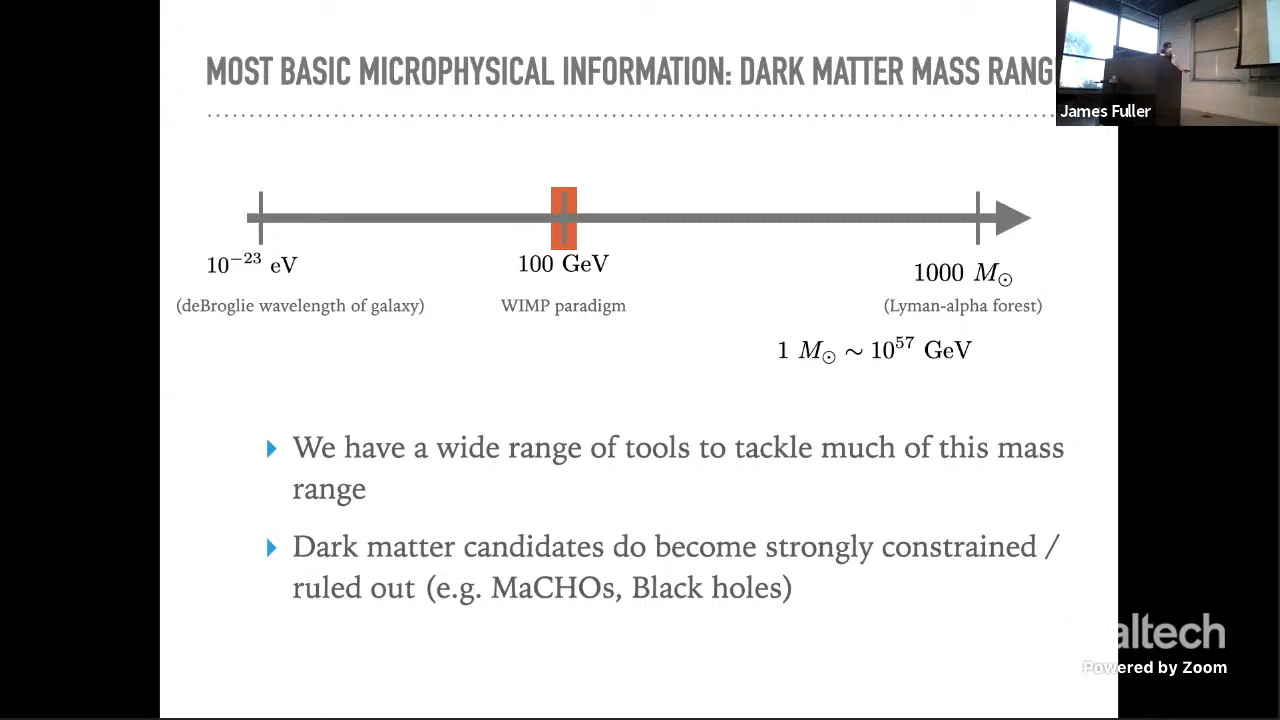 MOST BASIC MICROPHYSICAL INFORMATION: DARK MATTER MASS RANG
James Fuller
10⁻²³ eV
100 GeV
1000 M☉
(deBroglie wavelength of galaxy)
WIMP paradigm
(Lyman-alpha forest)
1 M☉ ~ 10⁵⁷ GeV
We have a wide range of tools to tackle much of this mass
range
Dark matter candidates do become strongly constrained /
ruled out (e.g. MaCHOs, Black holes)
altech
Powered by Zoom